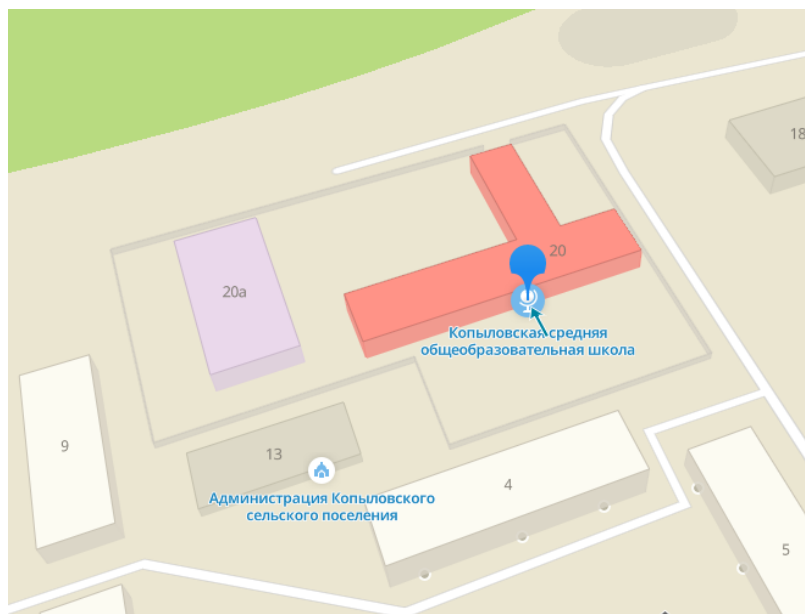 18
20
20а
Копыловская средняя
общеобразовательная школа
9
13
4
Администрация Копыловского
сельского поселения
5